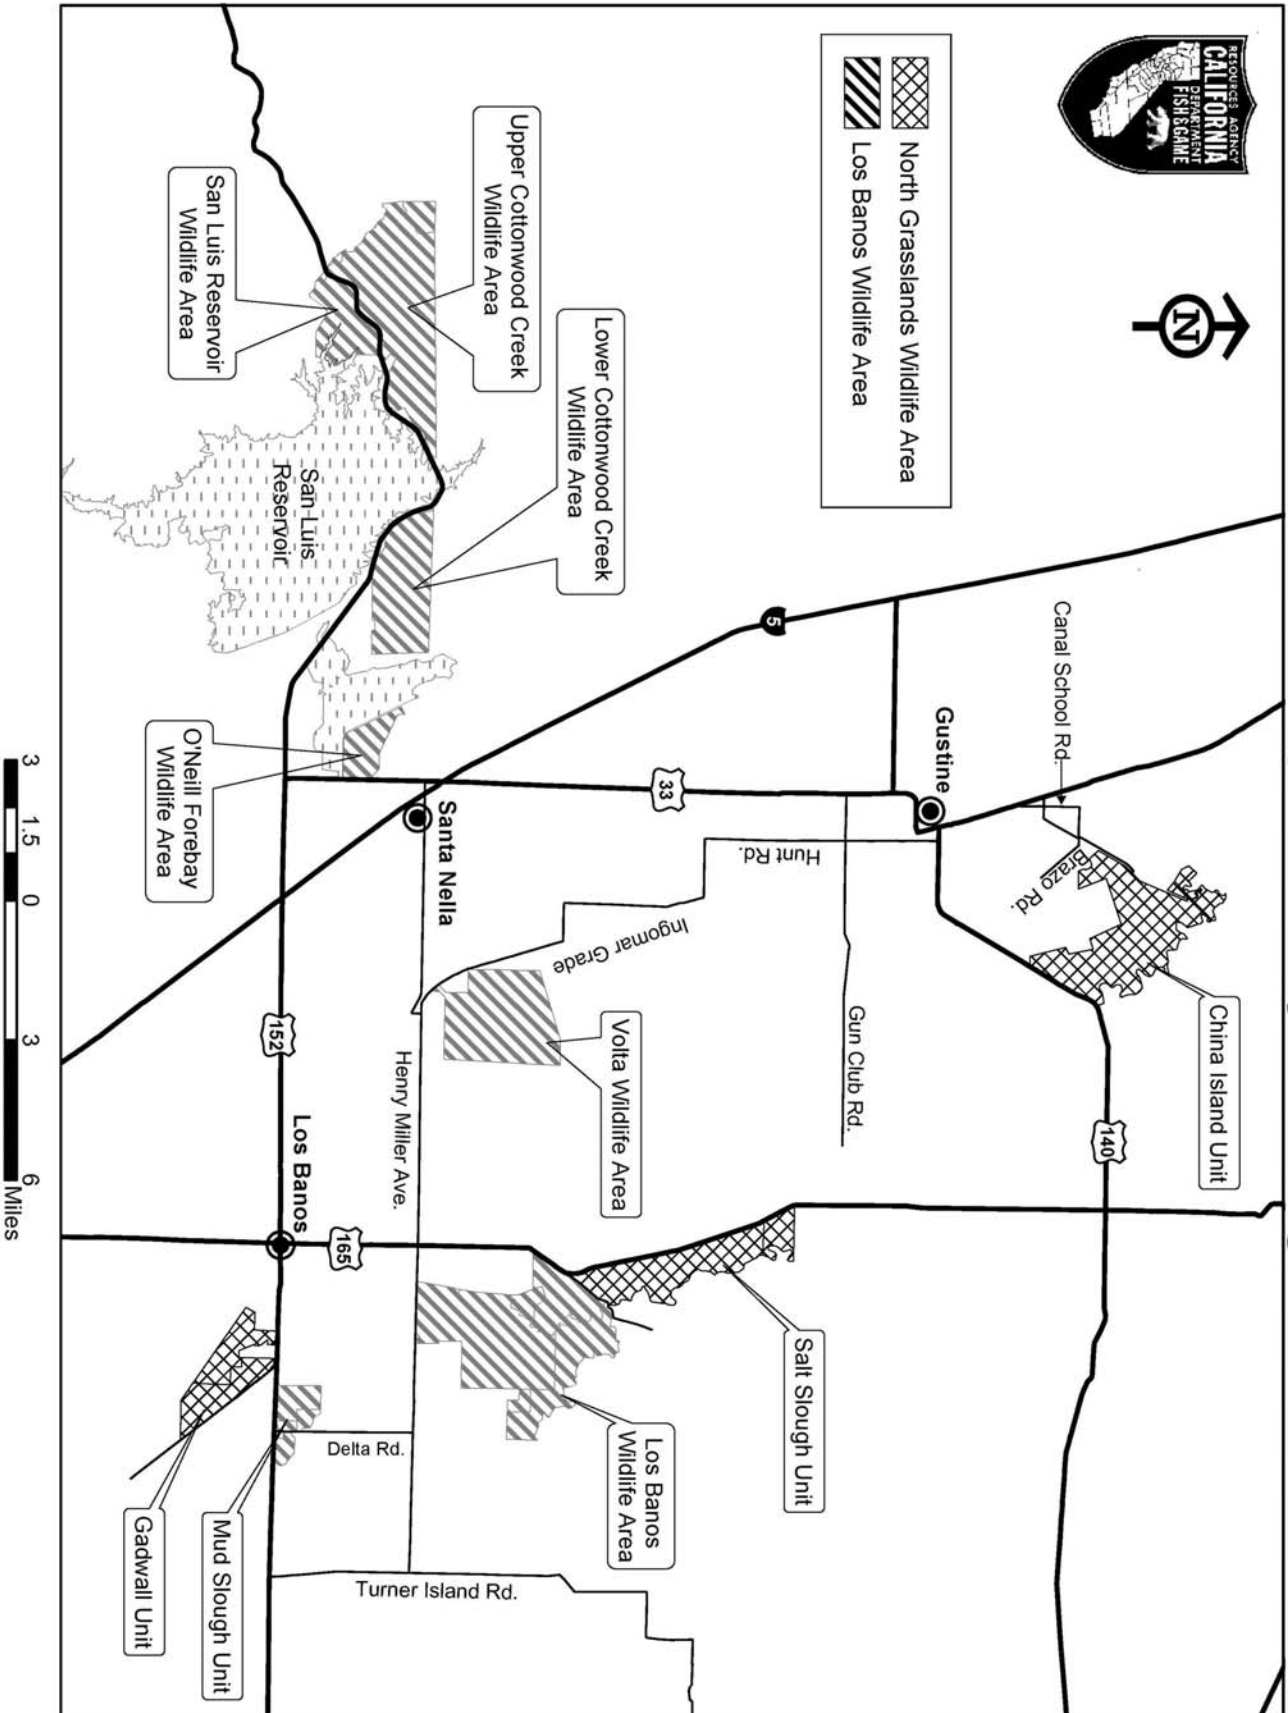 RESOURCES AGENCY
CALIFORNIA
DEPARTMENT
FISH & GAME
N
North Grasslands Wildlife Area
Los Banos Wildlife Area
Upper Cottonwood Creek
Wildlife Area
Lower Cottonwood Creek
Wildlife Area
San Luis Reservoir
Wildlife Area
San Luis
Reservoir
O'Neill Forebay
Wildlife Area
5
Canal School Rd.
Gustine
33
Brazo Rd.
Hunt Rd.
China Island Unit
Gun Club Rd.
140
Santa Nella
Ingomar Grade
Volta Wildlife Area
152
Henry Miller Ave.
Los Banos
165
Salt Slough Unit
Los Banos
Wildlife Area
Delta Rd.
Turner Island Rd.
Mud Slough Unit
Gadwall Unit
3 1.5 0 3 6
Miles